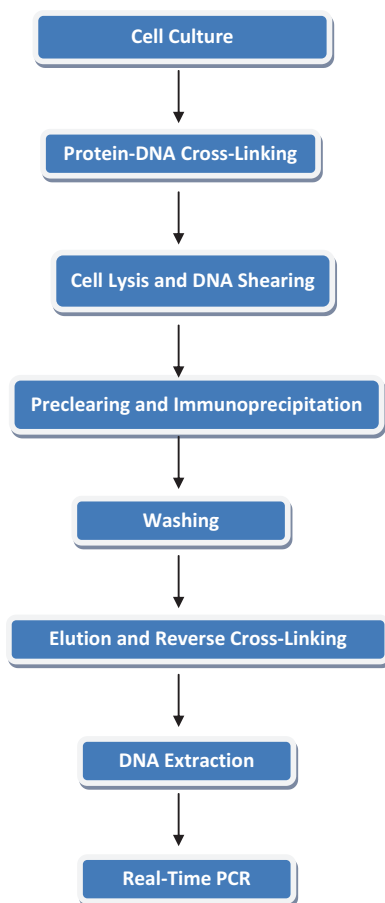 Cell Culture
Protein-DNA Cross-Linking
Cell Lysis and DNA Shearing
Preclearing and Immunoprecipitation
Washing
Elution and Reverse Cross-Linking
DNA Extraction
Real-Time PCR